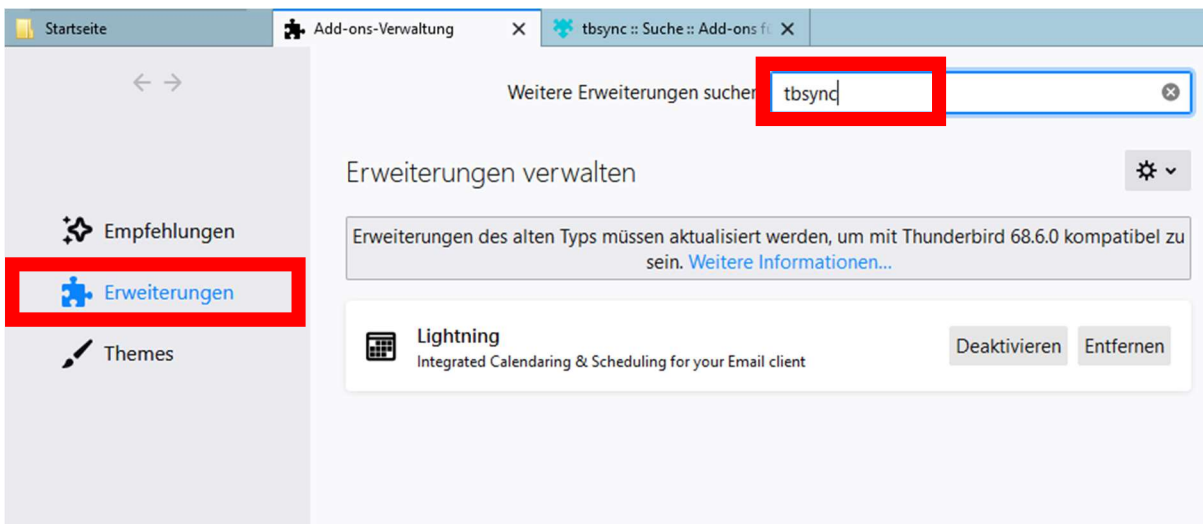 Startseite
Add-ons-Verwaltung
tbsync :: Suche :: Add-ons fü
Weitere Erweiterungen suchen
tbsync
Erweiterungen verwalten
Empfehlungen
Erweiterungen des alten Typs müssen aktualisiert werden, um mit Thunderbird 68.6.0 kompatibel zu
sein. Weitere Informationen...
Erweiterungen
Lightning
Integrated Calendaring & Scheduling for your Email client
Deaktivieren
Entfernen
Themes